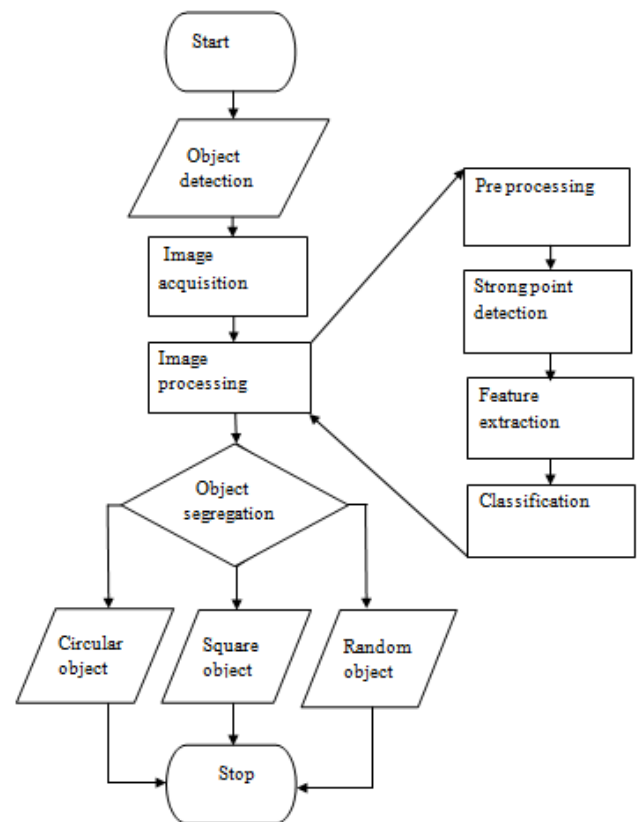 Start
Object
detection
Image
acquisition
Image
processing
Pre processing
Strong point
detection
Feature
extraction
Classification
Object
segregation
Circular
object
Square
object
Random
object
Stop